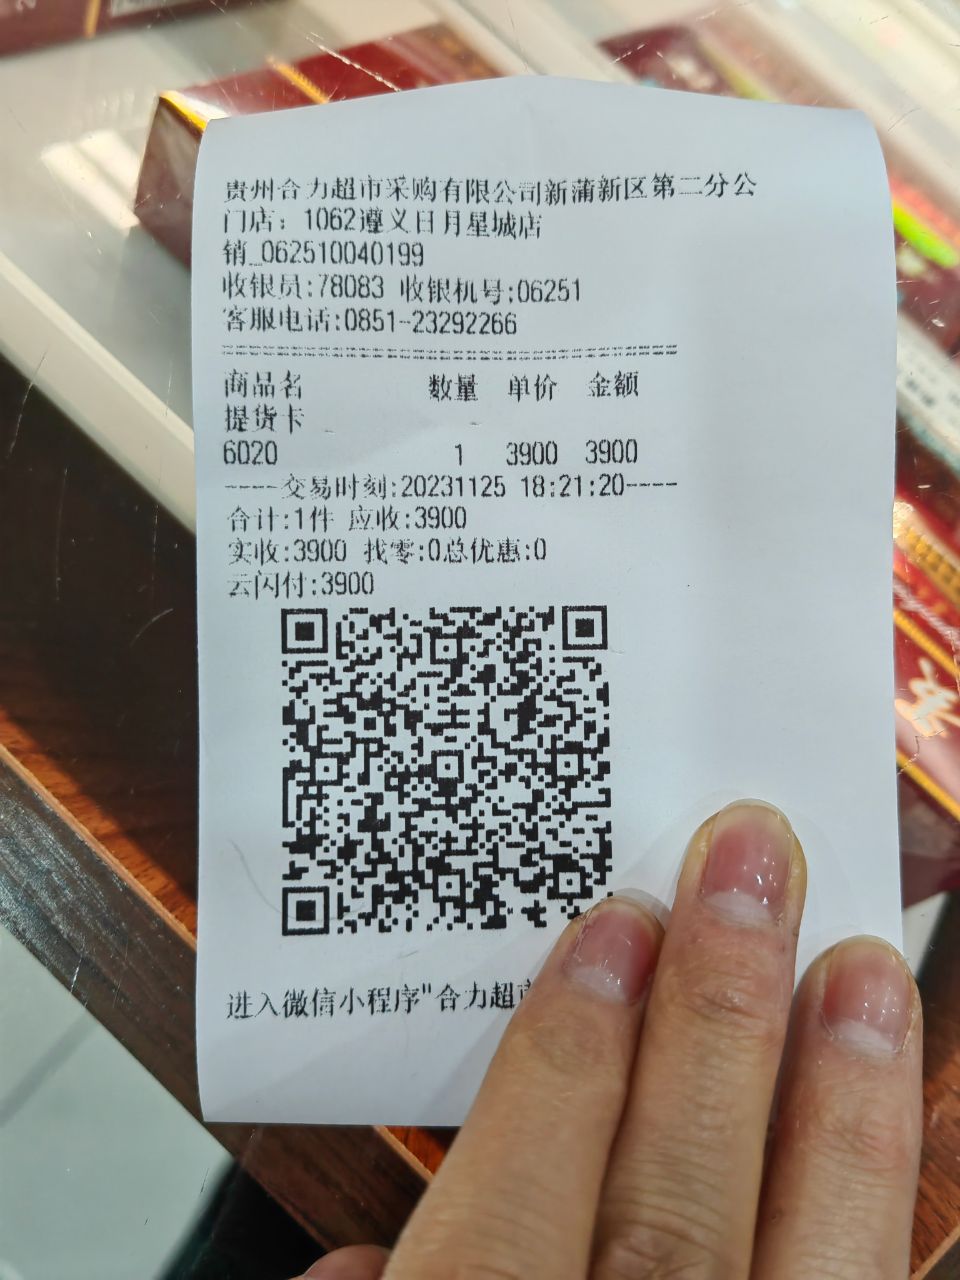 贵州合力超市采购有限公司新蒲新区第二分公
门店：1062遵义日月星城店
销_062510040199
收银员:78083 收银机号:06251
客服电话:0851-23292266
商品名 数量 单价 金额
提货卡
6020 1 3900 3900
----交易时刻:20231125 18:21:20----
合计:1件 应收:3900
实收:3900 找零:0总优惠:0
云闪付:3900
进入微信小程序"合力超